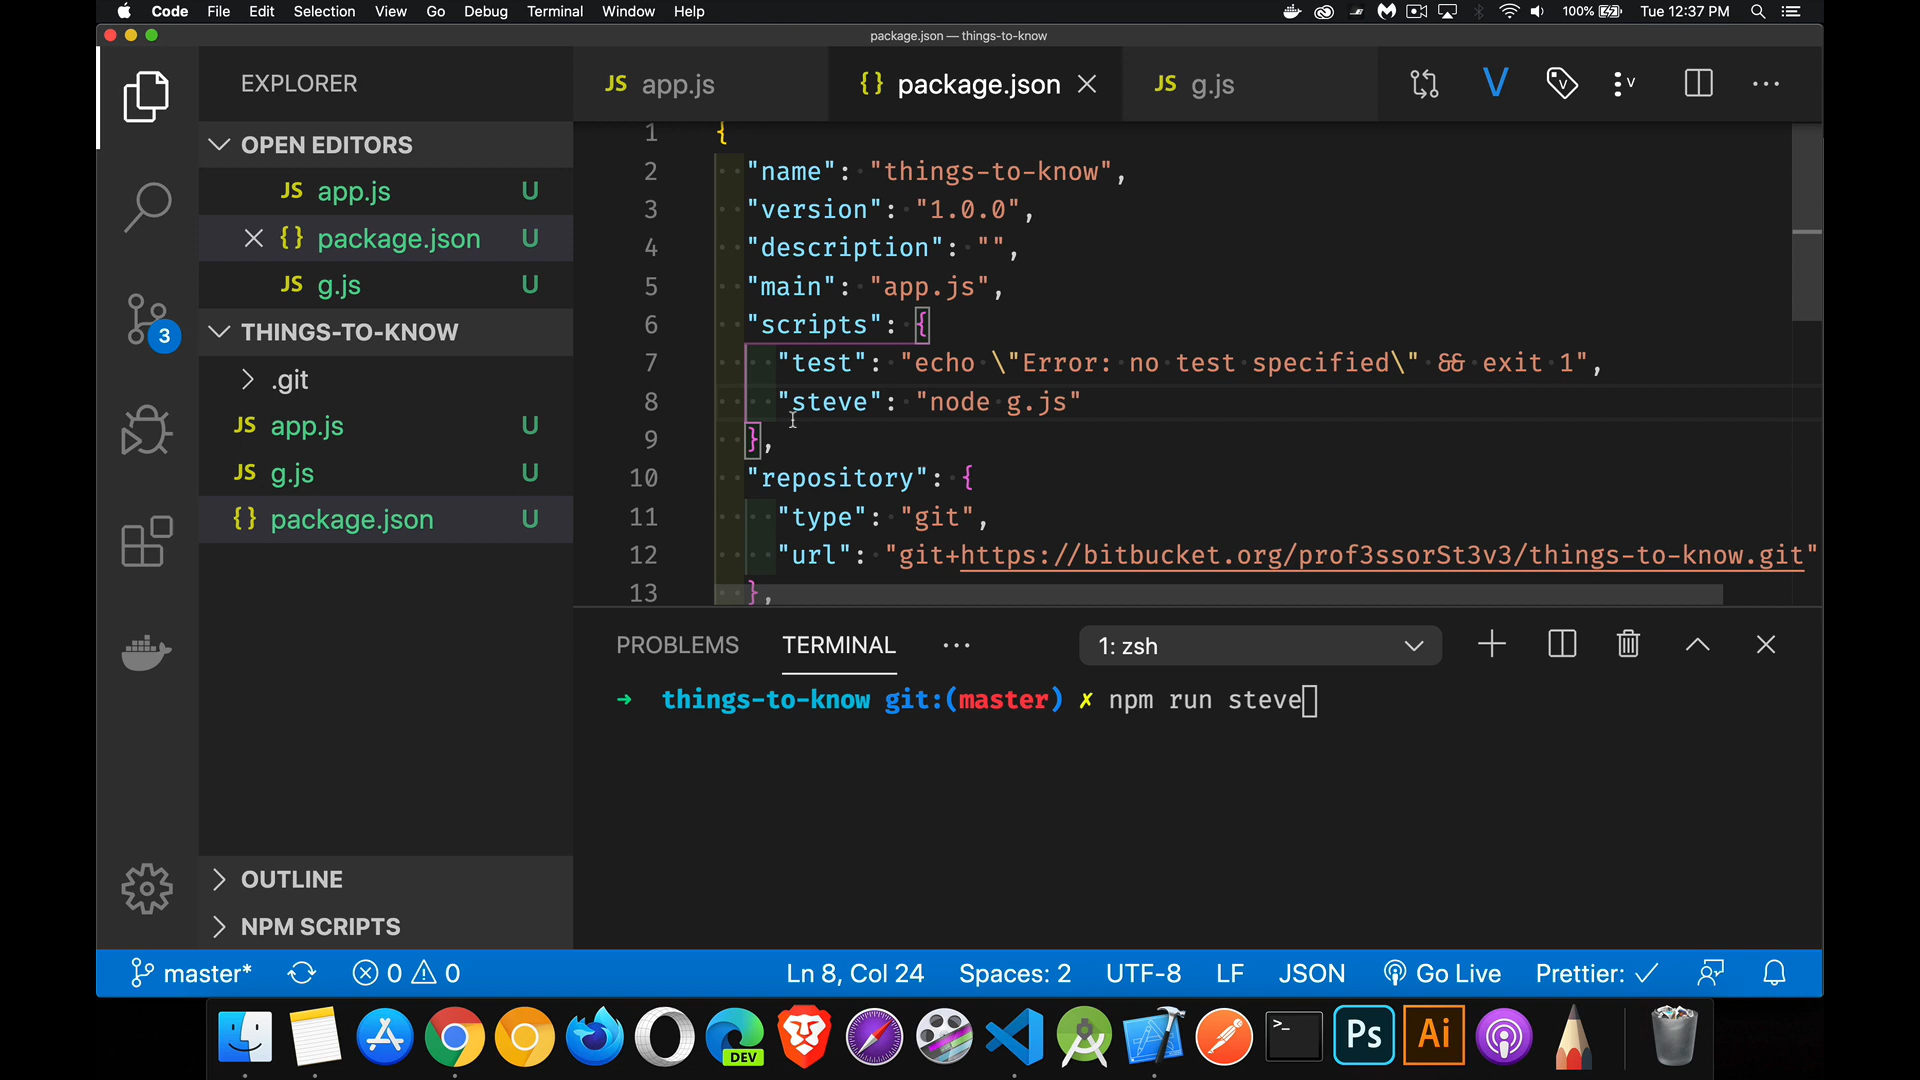 Code File Edit Selection View Go Debug Terminal Window Help 100% Tue 12:37 PM
package.json — things-to-know
EXPLORER
JS app.js
{} package.json
JS g.js
OPEN EDITORS
JS app.js U
{} package.json U
JS g.js U
3
THINGS-TO-KNOW
.git
JS app.js U
JS g.js U
{} package.json U
OUTLINE
NPM SCRIPTS
1 {
2 "name": "things-to-know",
3 "version": "1.0.0",
4 "description": "",
5 "main": "app.js",
6 "scripts": {
7 "test": "echo \"Error: no test specified\" && exit 1",
8 "steve": "node g.js"
9 },
10 "repository": {
11 "type": "git",
12 "url": "git+https://bitbucket.org/prof3ssorSt3v3/things-to-know.git"
13 },
PROBLEMS TERMINAL ··· 1: zsh
➜ things-to-know git:(master) ✗ npm run steve
master* 0 0 Ln 8, Col 24 Spaces: 2 UTF-8 LF JSON Go Live Prettier: ✓
DEV >_ Ps Ai